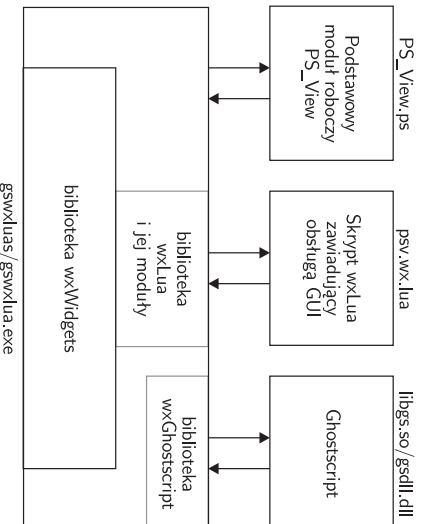 PS_View.ps
Podstawowy
moduł roboczy
PS_View
psv.wx.lua
Skrypt wxLua
zawiadujący
obsługą GUI
libgs.so/gsdll.dll
Ghostscript
biblioteka
wxLua
i jej moduły
biblioteka
wxGhostscript
biblioteka wxWidgets
gswxluas/gswxlua.exe